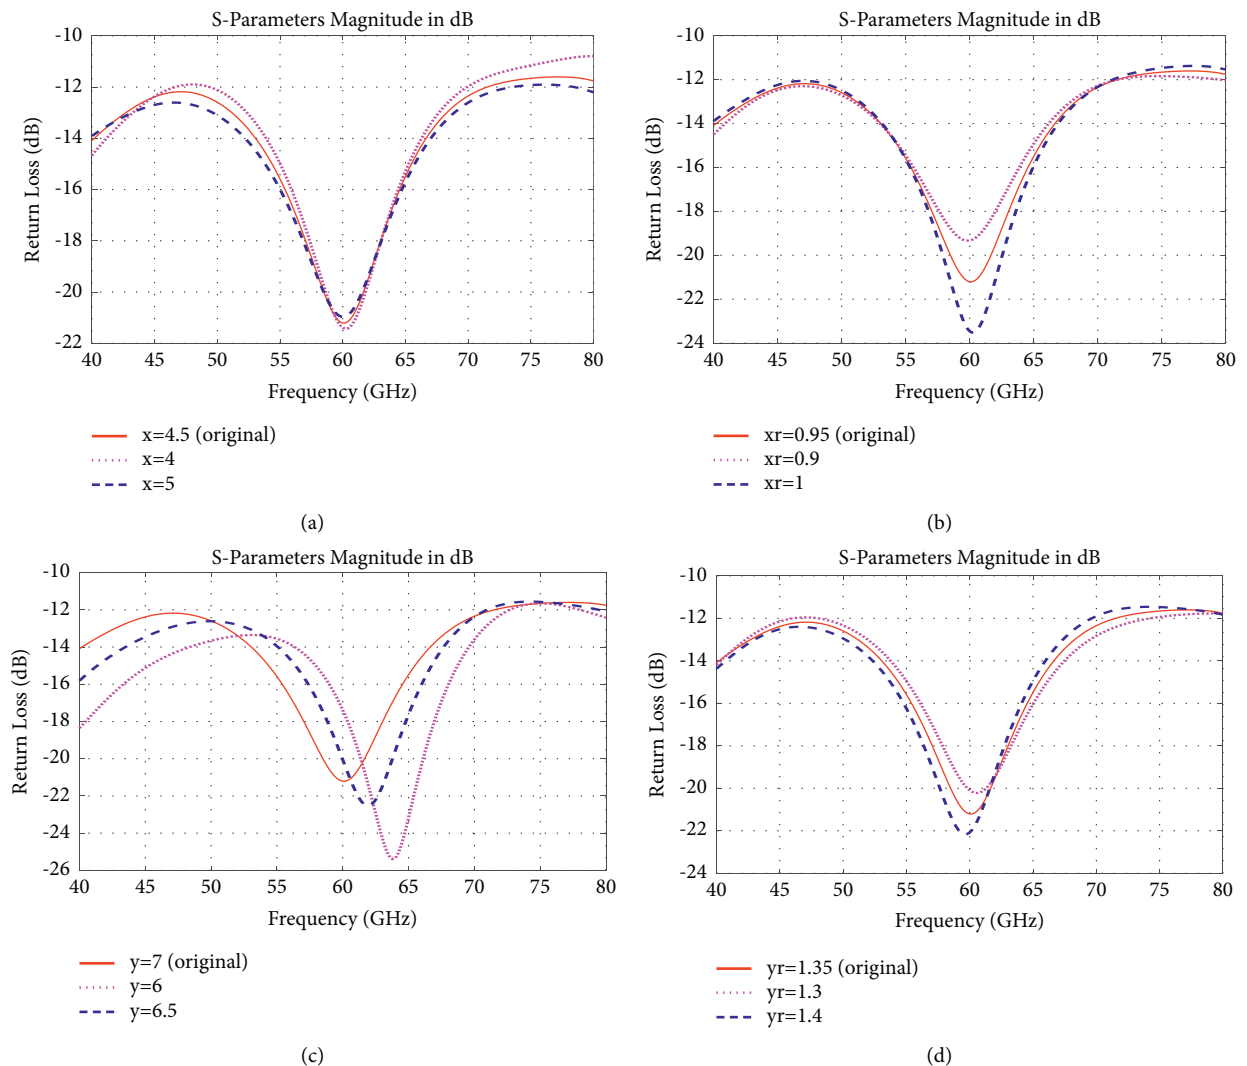 S-Parameters Magnitude in dB
-10
-12
-14
-16
-18
-20
-22
Return Loss (dB)
40 45 50 55 60 65 70 75 80
Frequency (GHz)
x=4.5 (original)
x=4
x=5
(a)
S-Parameters Magnitude in dB
-10
-12
-14
-16
-18
-20
-22
-24
Return Loss (dB)
40 45 50 55 60 65 70 75 80
Frequency (GHz)
xr=0.95 (original)
xr=0.9
xr=1
(b)
S-Parameters Magnitude in dB
-10
-12
-14
-16
-18
-20
-22
-24
-26
Return Loss (dB)
40 45 50 55 60 65 70 75 80
Frequency (GHz)
y=7 (original)
y=6
y=6.5
(c)
S-Parameters Magnitude in dB
-10
-12
-14
-16
-18
-20
-22
-24
Return Loss (dB)
40 45 50 55 60 65 70 75 80
Frequency (GHz)
yr=1.35 (original)
yr=1.3
yr=1.4
(d)